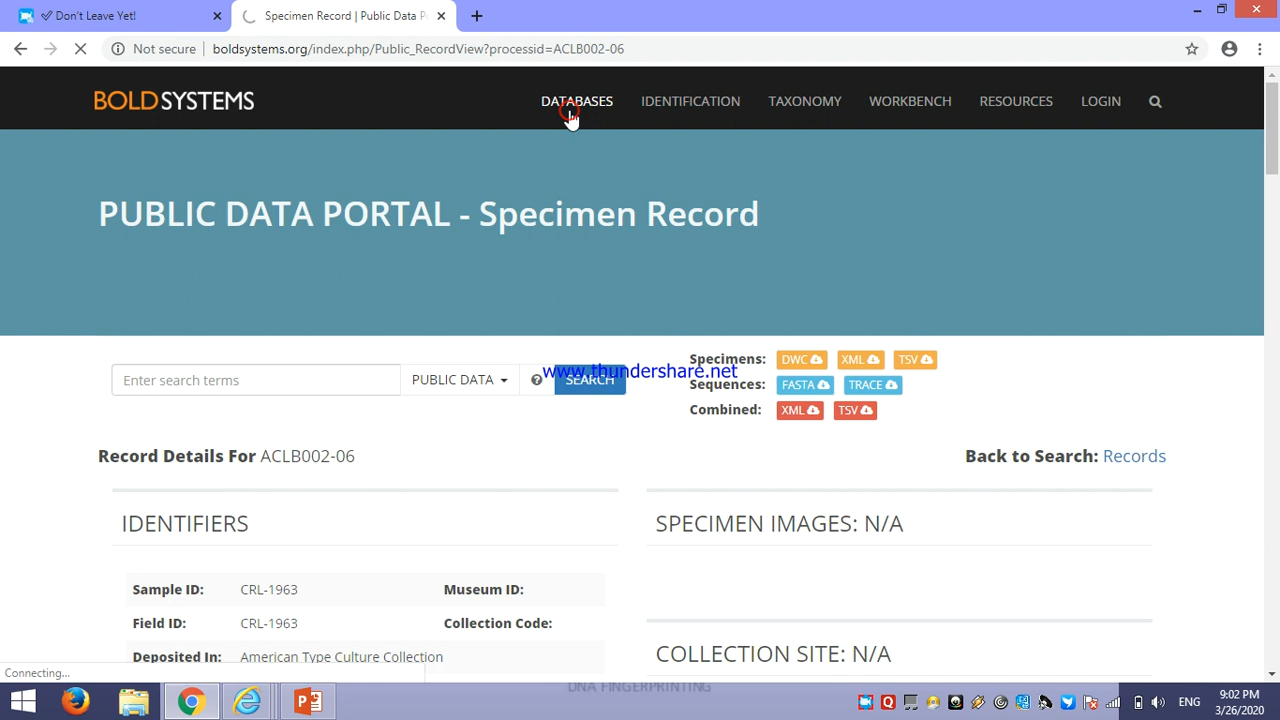 ✓ Don't Leave Yet!
Specimen Record | Public Data P
Not secure
boldsystems.org/index.php/Public_RecordView?processid=ACLB002-06
BOLDSYSTEMS
DATABASES
IDENTIFICATION
TAXONOMY
WORKBENCH
RESOURCES
LOGIN
PUBLIC DATA PORTAL - Specimen Record
Enter search terms
PUBLIC DATA
SEARCH
www.thundershare.net
Specimens: DWC XML TSV
Sequences: FASTA TRACE
Combined: XML TSV
Record Details For ACLB002-06
Back to Search: Records
IDENTIFIERS
Sample ID: CRL-1963 Museum ID:
Field ID: CRL-1963 Collection Code:
Deposited In: American Type Culture Collection
SPECIMEN IMAGES: N/A
COLLECTION SITE: N/A
Connecting...
DNA FINGERPRINTING
ENG
9:02 PM
3/26/2020